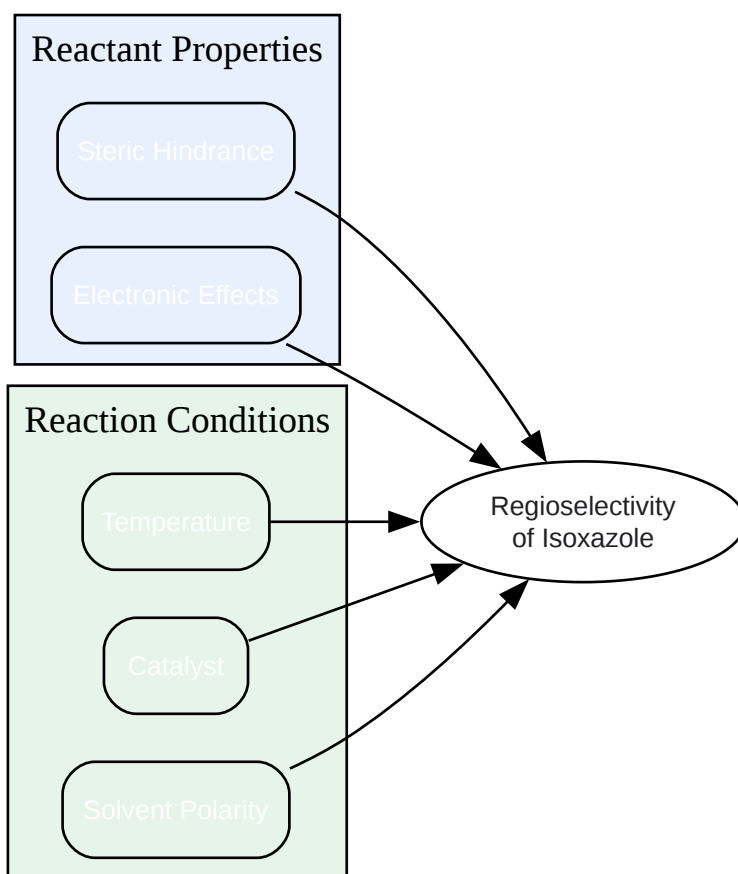 Reactant Properties
Steric Hindrance
Electronic Effects
Reaction Conditions
Temperature
Catalyst
Solvent Polarity
Regioselectivity
of Isoxazole